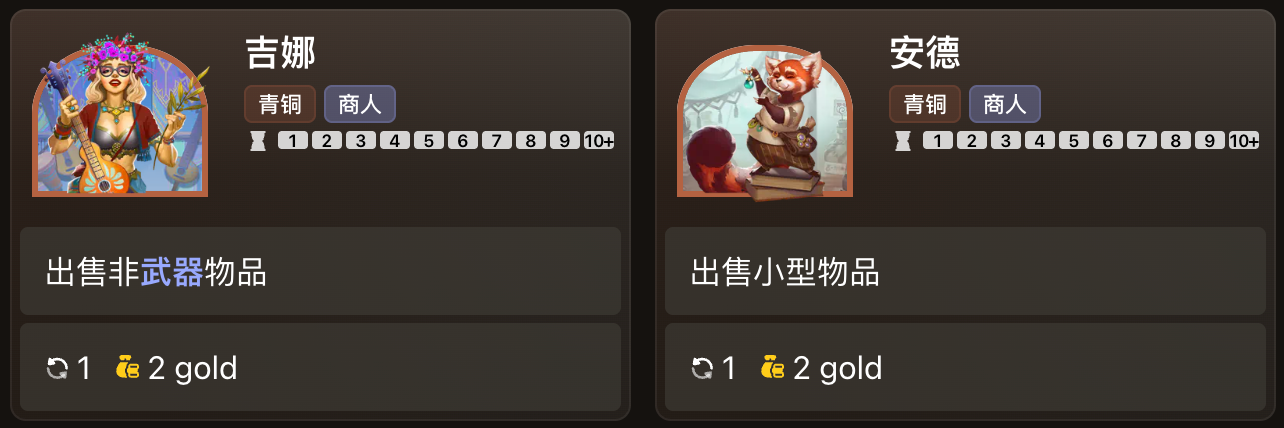 吉娜
青铜 商人
1 2 3 4 5 6 7 8 9 10+
出售非武器物品
1 2 gold
安德
青铜 商人
1 2 3 4 5 6 7 8 9 10+
出售小型物品
1 2 gold